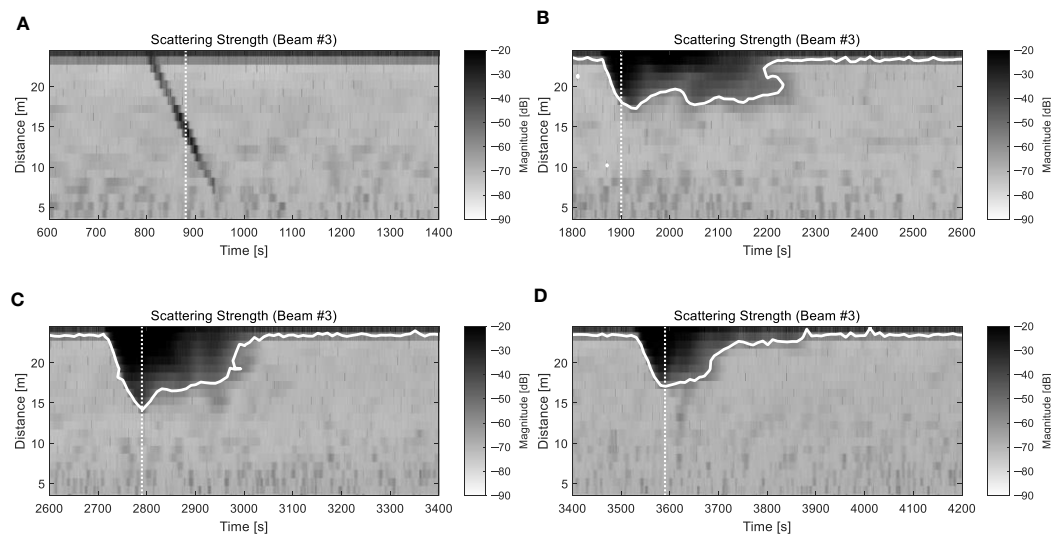 A
Scattering Strength (Beam #3)
Distance [m]
20
15
10
5
600 700 800 900 1000 1100 1200 1300 1400
Time [s]
−20
−30
−40
−50
−60
−70
−80
−90
Magnitude [dB]
B
Scattering Strength (Beam #3)
Distance [m]
20
15
10
5
1800 1900 2000 2100 2200 2300 2400 2500 2600
Time [s]
−20
−30
−40
−50
−60
−70
−80
−90
Magnitude [dB]
C
Scattering Strength (Beam #3)
Distance [m]
20
15
10
5
2600 2700 2800 2900 3000 3100 3200 3300 3400
Time [s]
−20
−30
−40
−50
−60
−70
−80
−90
Magnitude [dB]
D
Scattering Strength (Beam #3)
Distance [m]
20
15
10
5
3400 3500 3600 3700 3800 3900 4000 4100 4200
Time [s]
−20
−30
−40
−50
−60
−70
−80
−90
Magnitude [dB]